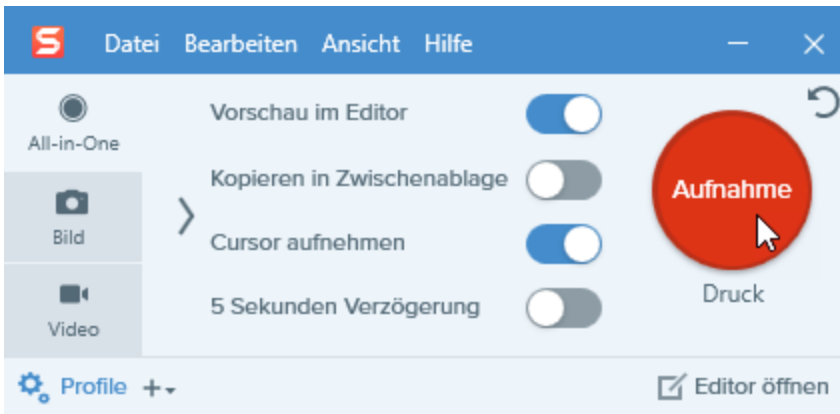 S Datei Bearbeiten Ansicht Hilfe
All-in-One
Bild
Video
Vorschau im Editor
Kopieren in Zwischenablage
Cursor aufnehmen
5 Sekunden Verzögerung
Aufnahme
Druck
Profile
Editor öffnen